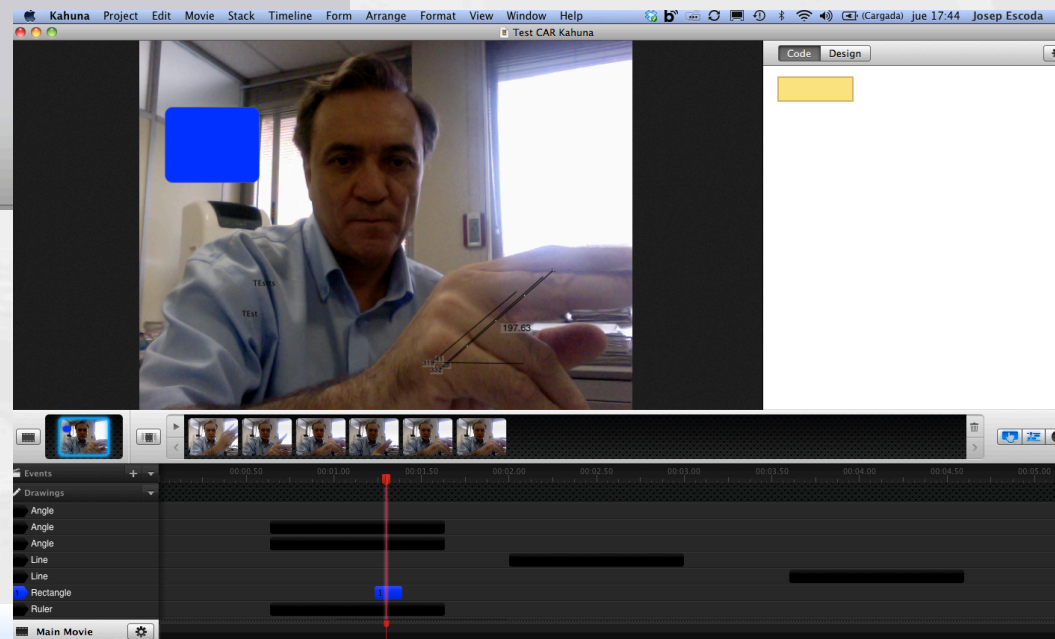 Kahuna Project Edit Movie Stack Timeline Form Arrange Format View Window Help (Cargada) jue 17:44 Josep Escoda
Test CAR Kahuna
Code Design
TEsts
TEst
197.63
Events + 00:00.50 00:01.00 00:01.50 00:02.00 00:02.50 00:03.00 00:03.50 00:04.00 00:04.50 00:05.00
Drawings
Angle
Angle
Angle
Line
Line
Rectangle
Ruler
Main Movie